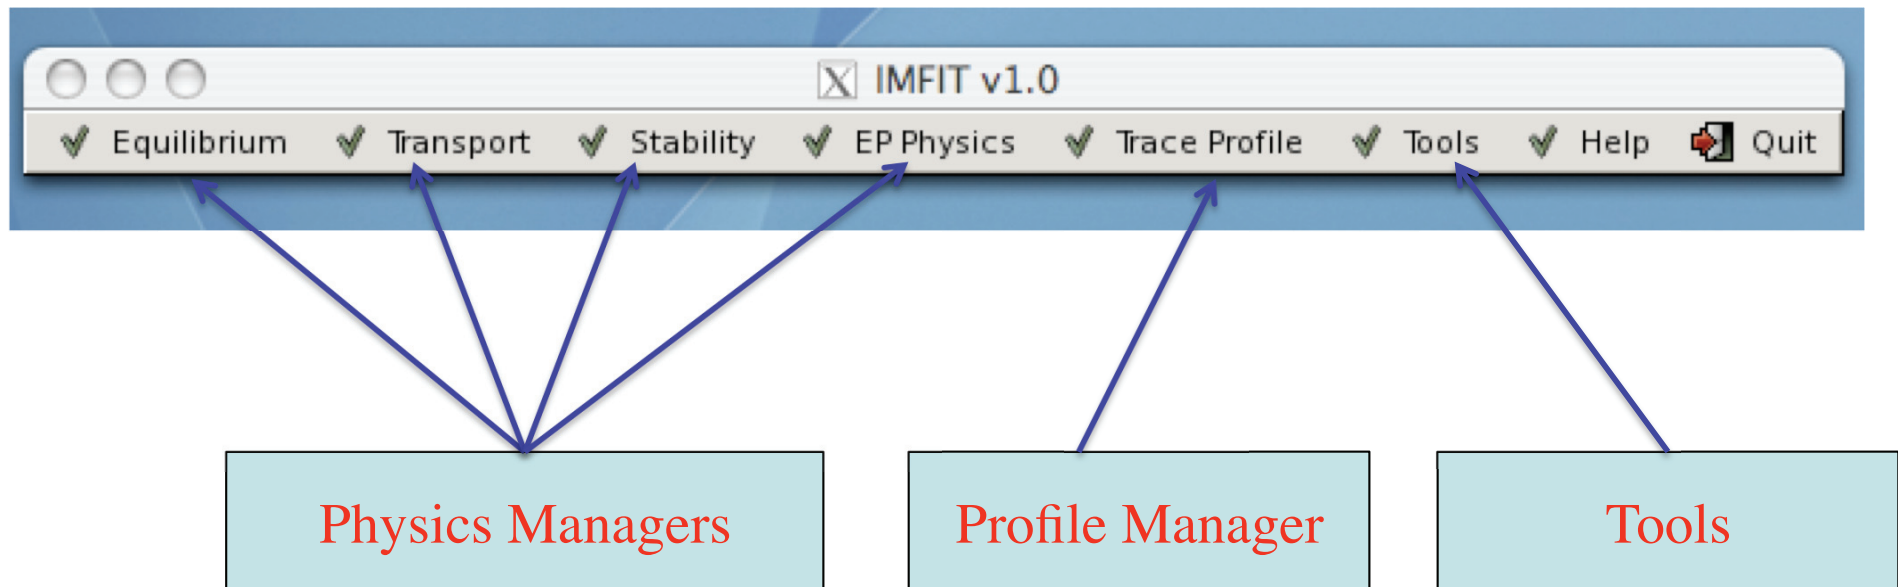 IMFIT v1.0
Equilibrium Transport Stability EP Physics Trace Profile Tools Help Quit
Physics Managers Profile Manager Tools